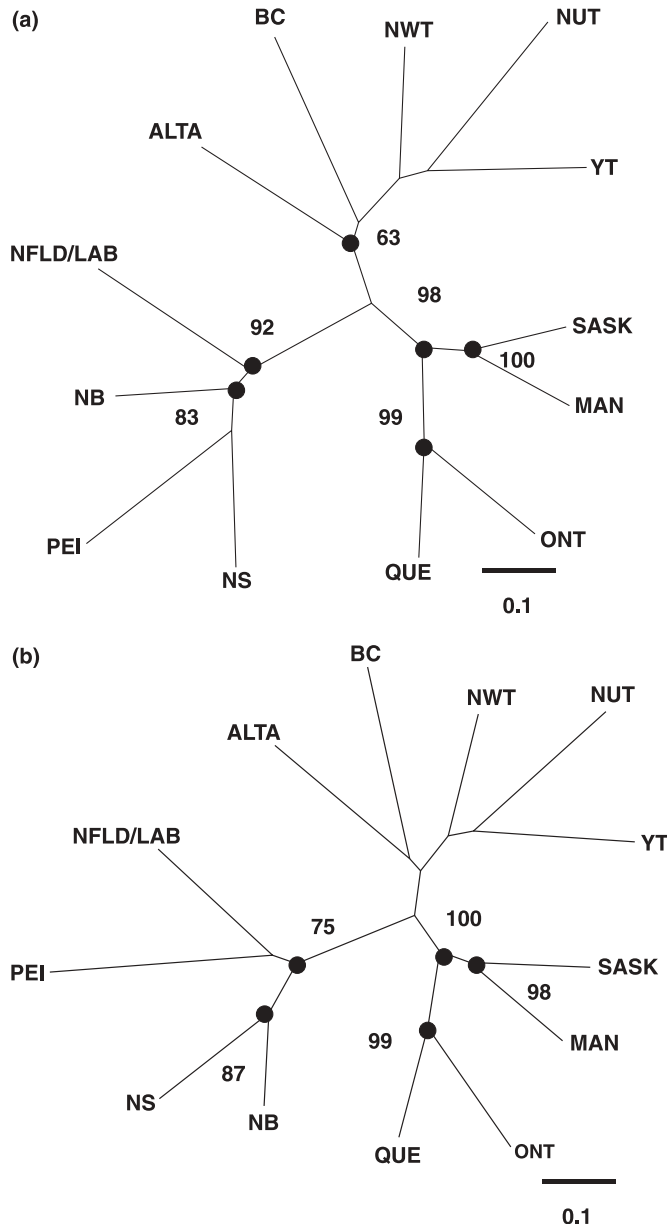 (a)
BC
NWT
NUT
ALTA
YT
63
NFLD/LAB
98
92
SASK
100
NB
83
99
MAN
PEI
NS
QUE
ONT
0.1
(b)
BC
NWT
NUT
ALTA
NFLD/LAB
YT
75
100
PEI
SASK
98
99
MAN
87
NS
NB
QUE
ONT
0.1